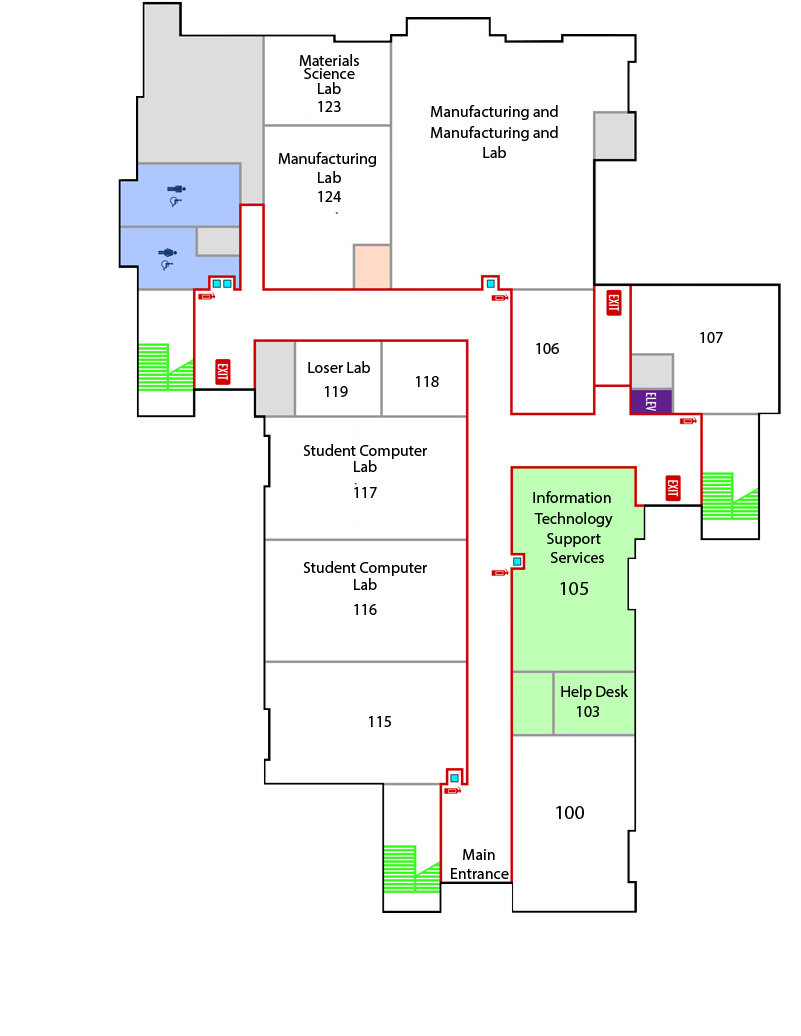 Materials
Science
Lab
123
Manufacturing and
Manufacturing and
Lab
Manufacturing
Lab
124
EXIT
106
107
EXIT
Loser Lab
119
118
ELEV
Student Computer
Lab
117
EXIT
Information
Technology
Support
Services
105
Student Computer
Lab
116
Help Desk
103
115
100
Main
Entrance